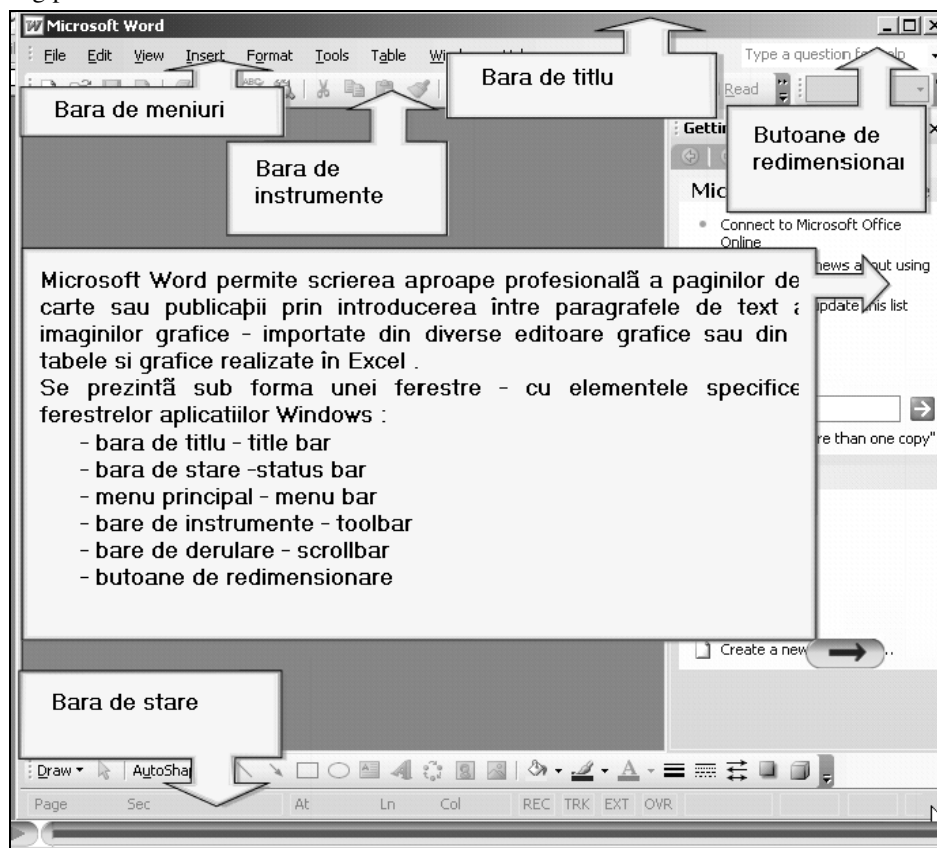 Microsoft Word
File Edit View Insert Format Tools Table
Type a question for help
Bara de titlu
Read
Bara de meniuri
Butoane de
redimensionar
Bara de
instrumente
Connect to Microsoft Office
Online
news about using
update this list
Microsoft Word permite scrierea aproape profesională a paginilor de
carte sau publicaþii prin introducerea între paragrafele de text a
imaginilor grafice - importate din diverse editoare grafice sau din
tabele si grafice realizate în Excel .
Se prezintã sub forma unei ferestre - cu elementele specifice
ferestrelor aplicatiilor Windows :
- bara de titlu - title bar
- bara de stare -status bar
- menu principal - menu bar
- bare de instrumente - toolbar
- bare de derulare - scrollbar
- butoane de redimensionare
re than one copy"
Create a new ..
Bara de stare
Draw AutoShap
Page Sec At Ln Col REC TRK EXT OVR